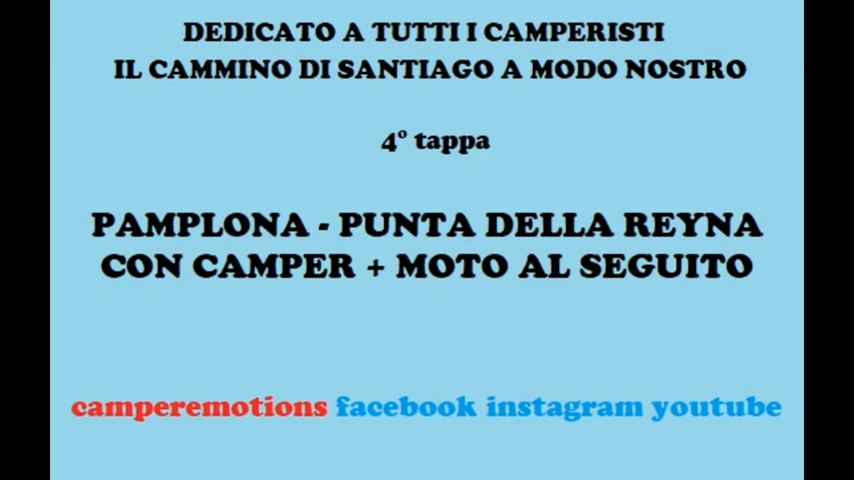 DEDICATO A TUTTI I CAMPERISTI
IL CAMMINO DI SANTIAGO A MODO NOSTRO
4° tappa
PAMPLONA - PUNTA DELLA REYNA
CON CAMPER + MOTO AL SEGUITO
camperemotions facebook instagram youtube